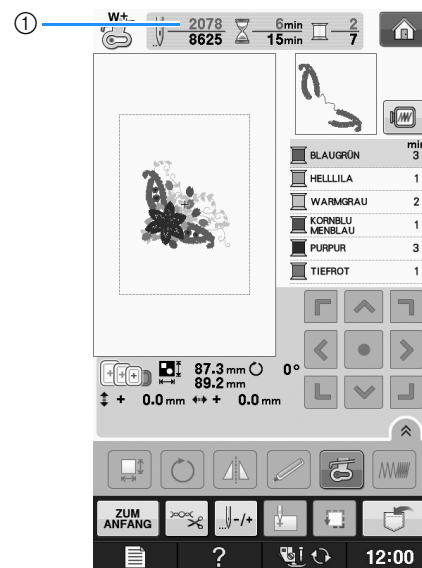 ①
W+
2078 6min 2
8625 15min 7
min
BLAUGRÜN 3
HELLLILA 1
WARMGRAU 2
KORNBLU
MENBLAU 1
PURPUR 3
TIEFROT 1
87.3 mm 0°
89.2 mm
+ 0.0 mm + 0.0 mm
ZUM
ANFANG
-/+
?
12:00